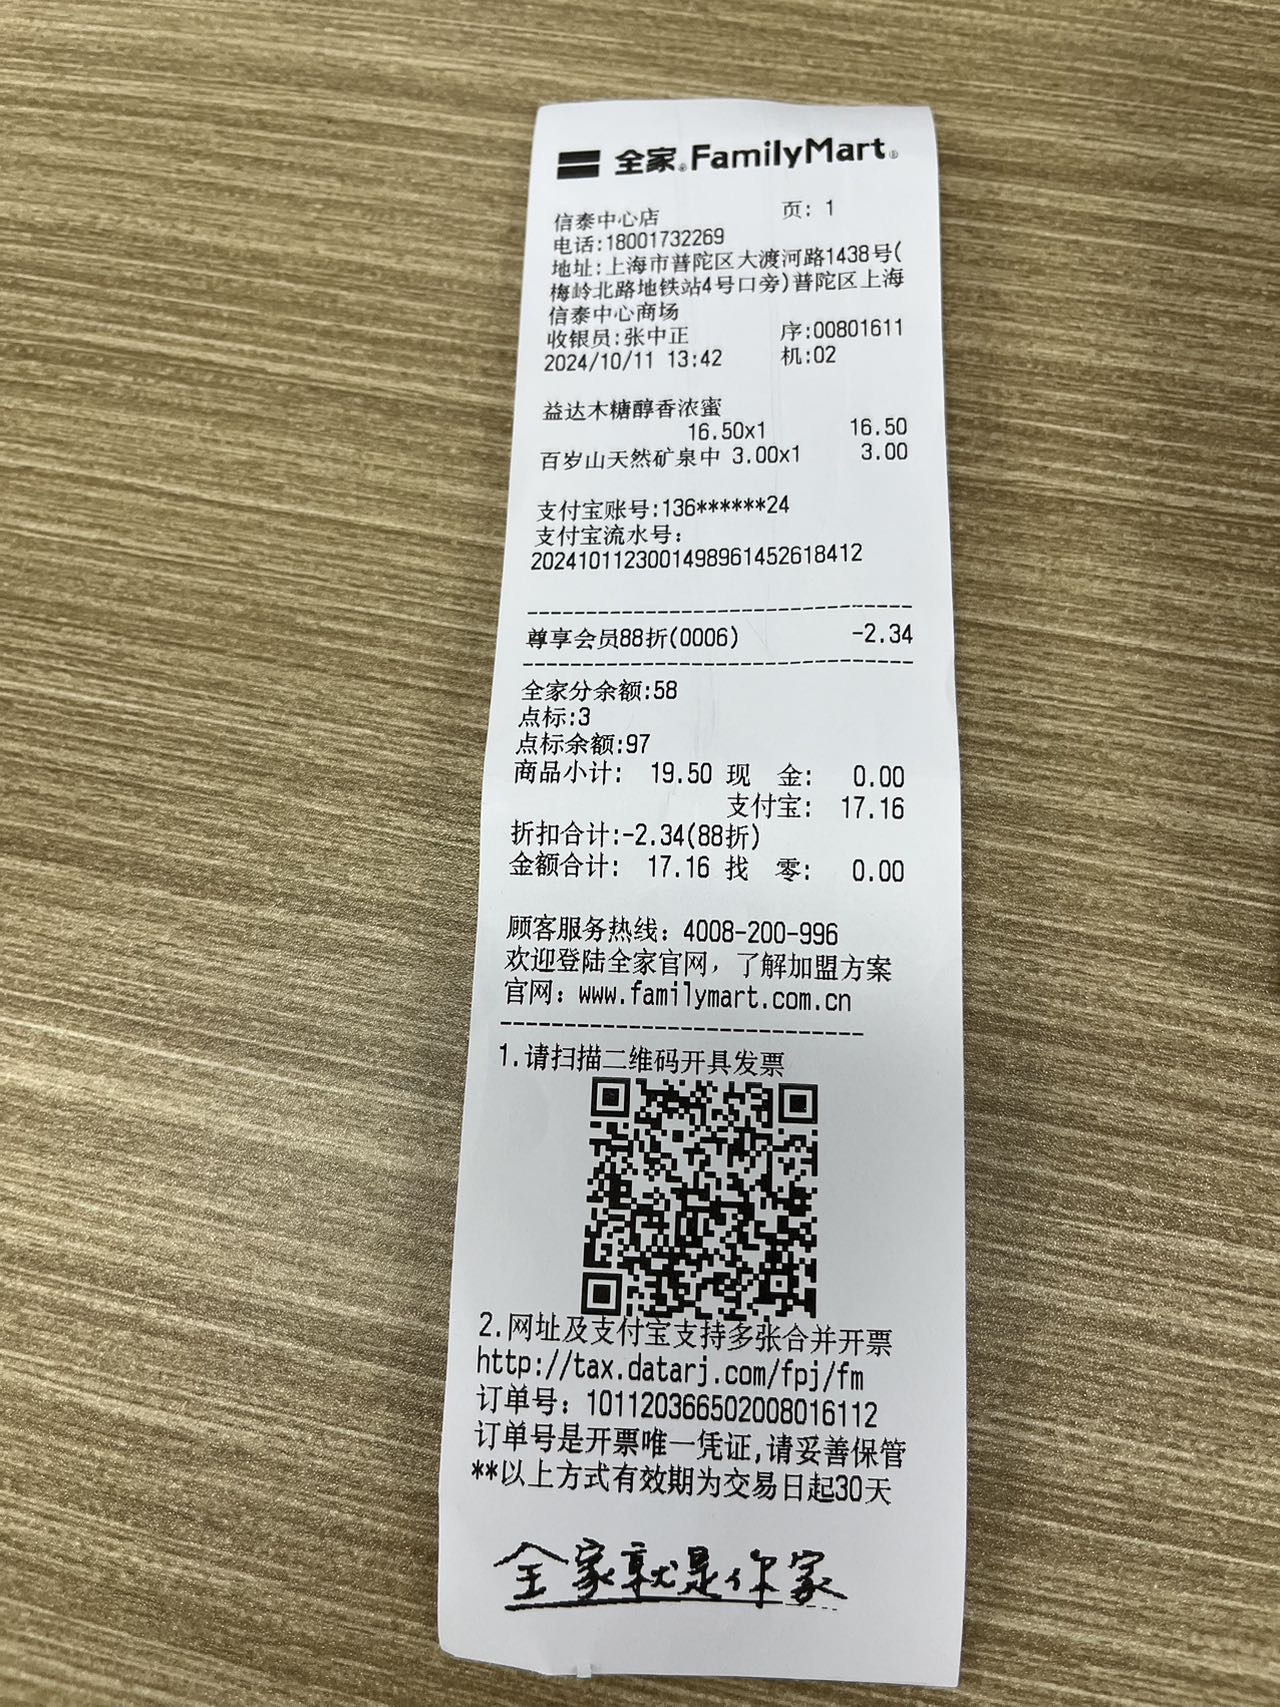 全家 FamilyMart
信泰中心店 页: 1
电话:18001732269
地址:上海市普陀区大渡河路1438号(
梅岭北路地铁站4号口旁)普陀区上海
信泰中心商场
收银员:张中正 序:00801611
2024/10/11 13:42 机:02
益达木糖醇香浓蜜
16.50x1 16.50
百岁山天然矿泉中 3.00x1 3.00
支付宝账号:136******24
支付宝流水号:
2024101123001498961452618412
尊享会员88折(0006) -2.34
全家分余额:58
点标:3
点标余额:97
商品小计: 19.50 现 金: 0.00
支付宝: 17.16
折扣合计:-2.34(88折)
金额合计: 17.16 找 零: 0.00
顾客服务热线: 4008-200-996
欢迎登陆全家官网,了解加盟方案
官网: www.familymart.com.cn
1.请扫描二维码开具发票
2.网址及支付宝支持多张合并开票
http://tax.datarj.com/fpj/fm
订单号: 101120366502008016112
订单号是开票唯一凭证,请妥善保管
**以上方式有效期为交易日起30天
全家就是你家